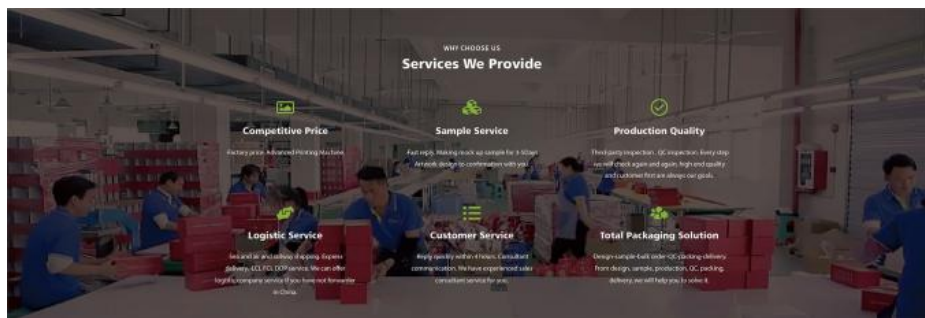 WHY CHOOSE US
Services We Provide
Competitive Price
Factory price. Advanced Printing Machine.
Sample Service
Fast reply. Making mock up sample for 3-5Days
Artwork design to confirmation with you.
Production Quality
Third party inspection , QC inspection. Every step
we will check again and again, high end quality
and customer first are always our goals.
Logistic Service
Sea and air and railway shipping. Express
delivery. LCL FCL DDP service. We can offer
logistic company service if you have not forwarder
in China.
Customer Service
Reply quickly within 4 hours. Consultant
communication. We have experienced sales
consultant service for you.
Total Packaging Solution
Design-sample-bulk order-QC-packing-delivery.
From design, sample, production, QC, packing,
delivery, we will help you to solve it.